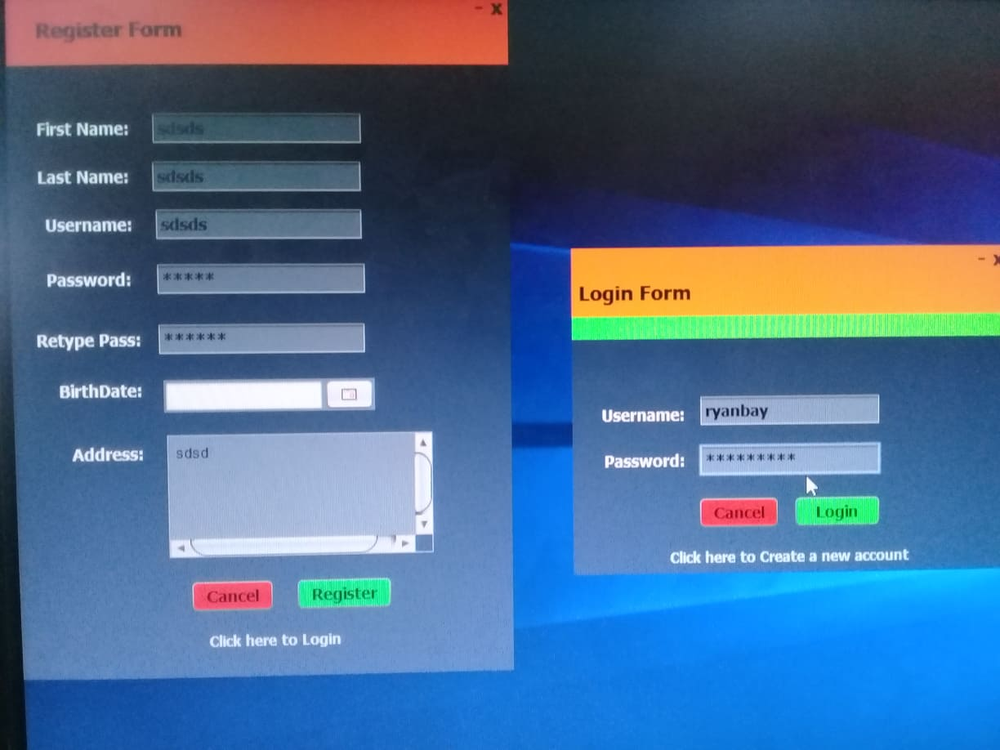 - x
Register Form
First Name: sdsds
Last Name: sdsds
Username: sdsds
Password: *****
Retype Pass: ******
BirthDate:
Address: sdsd
Cancel Register
Click here to Login
- x
Login Form
Username: ryanbay
Password: *********
Cancel Login
Click here to Create a new account